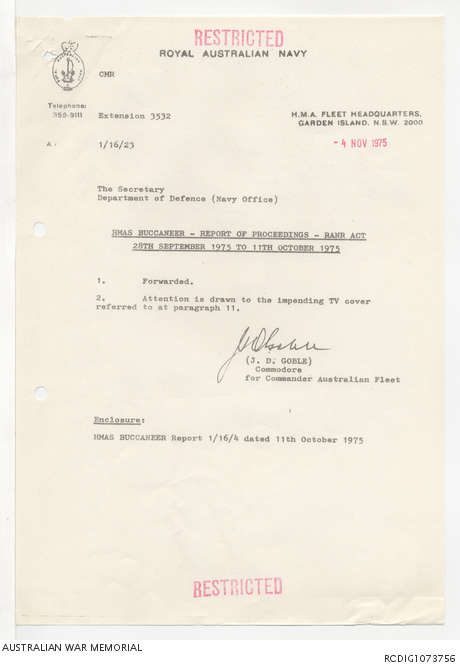 RESTRICTED
ROYAL AUSTRALIAN NAVY
CMR
Telephone:
359-9111
Extension 3532
H.M.A. FLEET HEADQUARTERS,
GARDEN ISLAND, N.S.W. 2000
1/16/23
- 4 NOV 1975
The Secretary
Department of Defence (Navy Office)
HMAS BUCCANEER - REPORT OF PROCEEDINGS - RANR ACT
28TH SEPTEMBER 1975 TO 11TH OCTOBER 1975
1. Forwarded.
2. Attention is drawn to the impending TV cover
referred to at paragraph 11.
(J. D. GOBLE)
Commodore
for Commander Australian Fleet
Enclosure:
HMAS BUCCANEER Report 1/16/4 dated 11th October 1975
RESTRICTED
AUSTRALIAN WAR MEMORIAL
RCDIG1073756